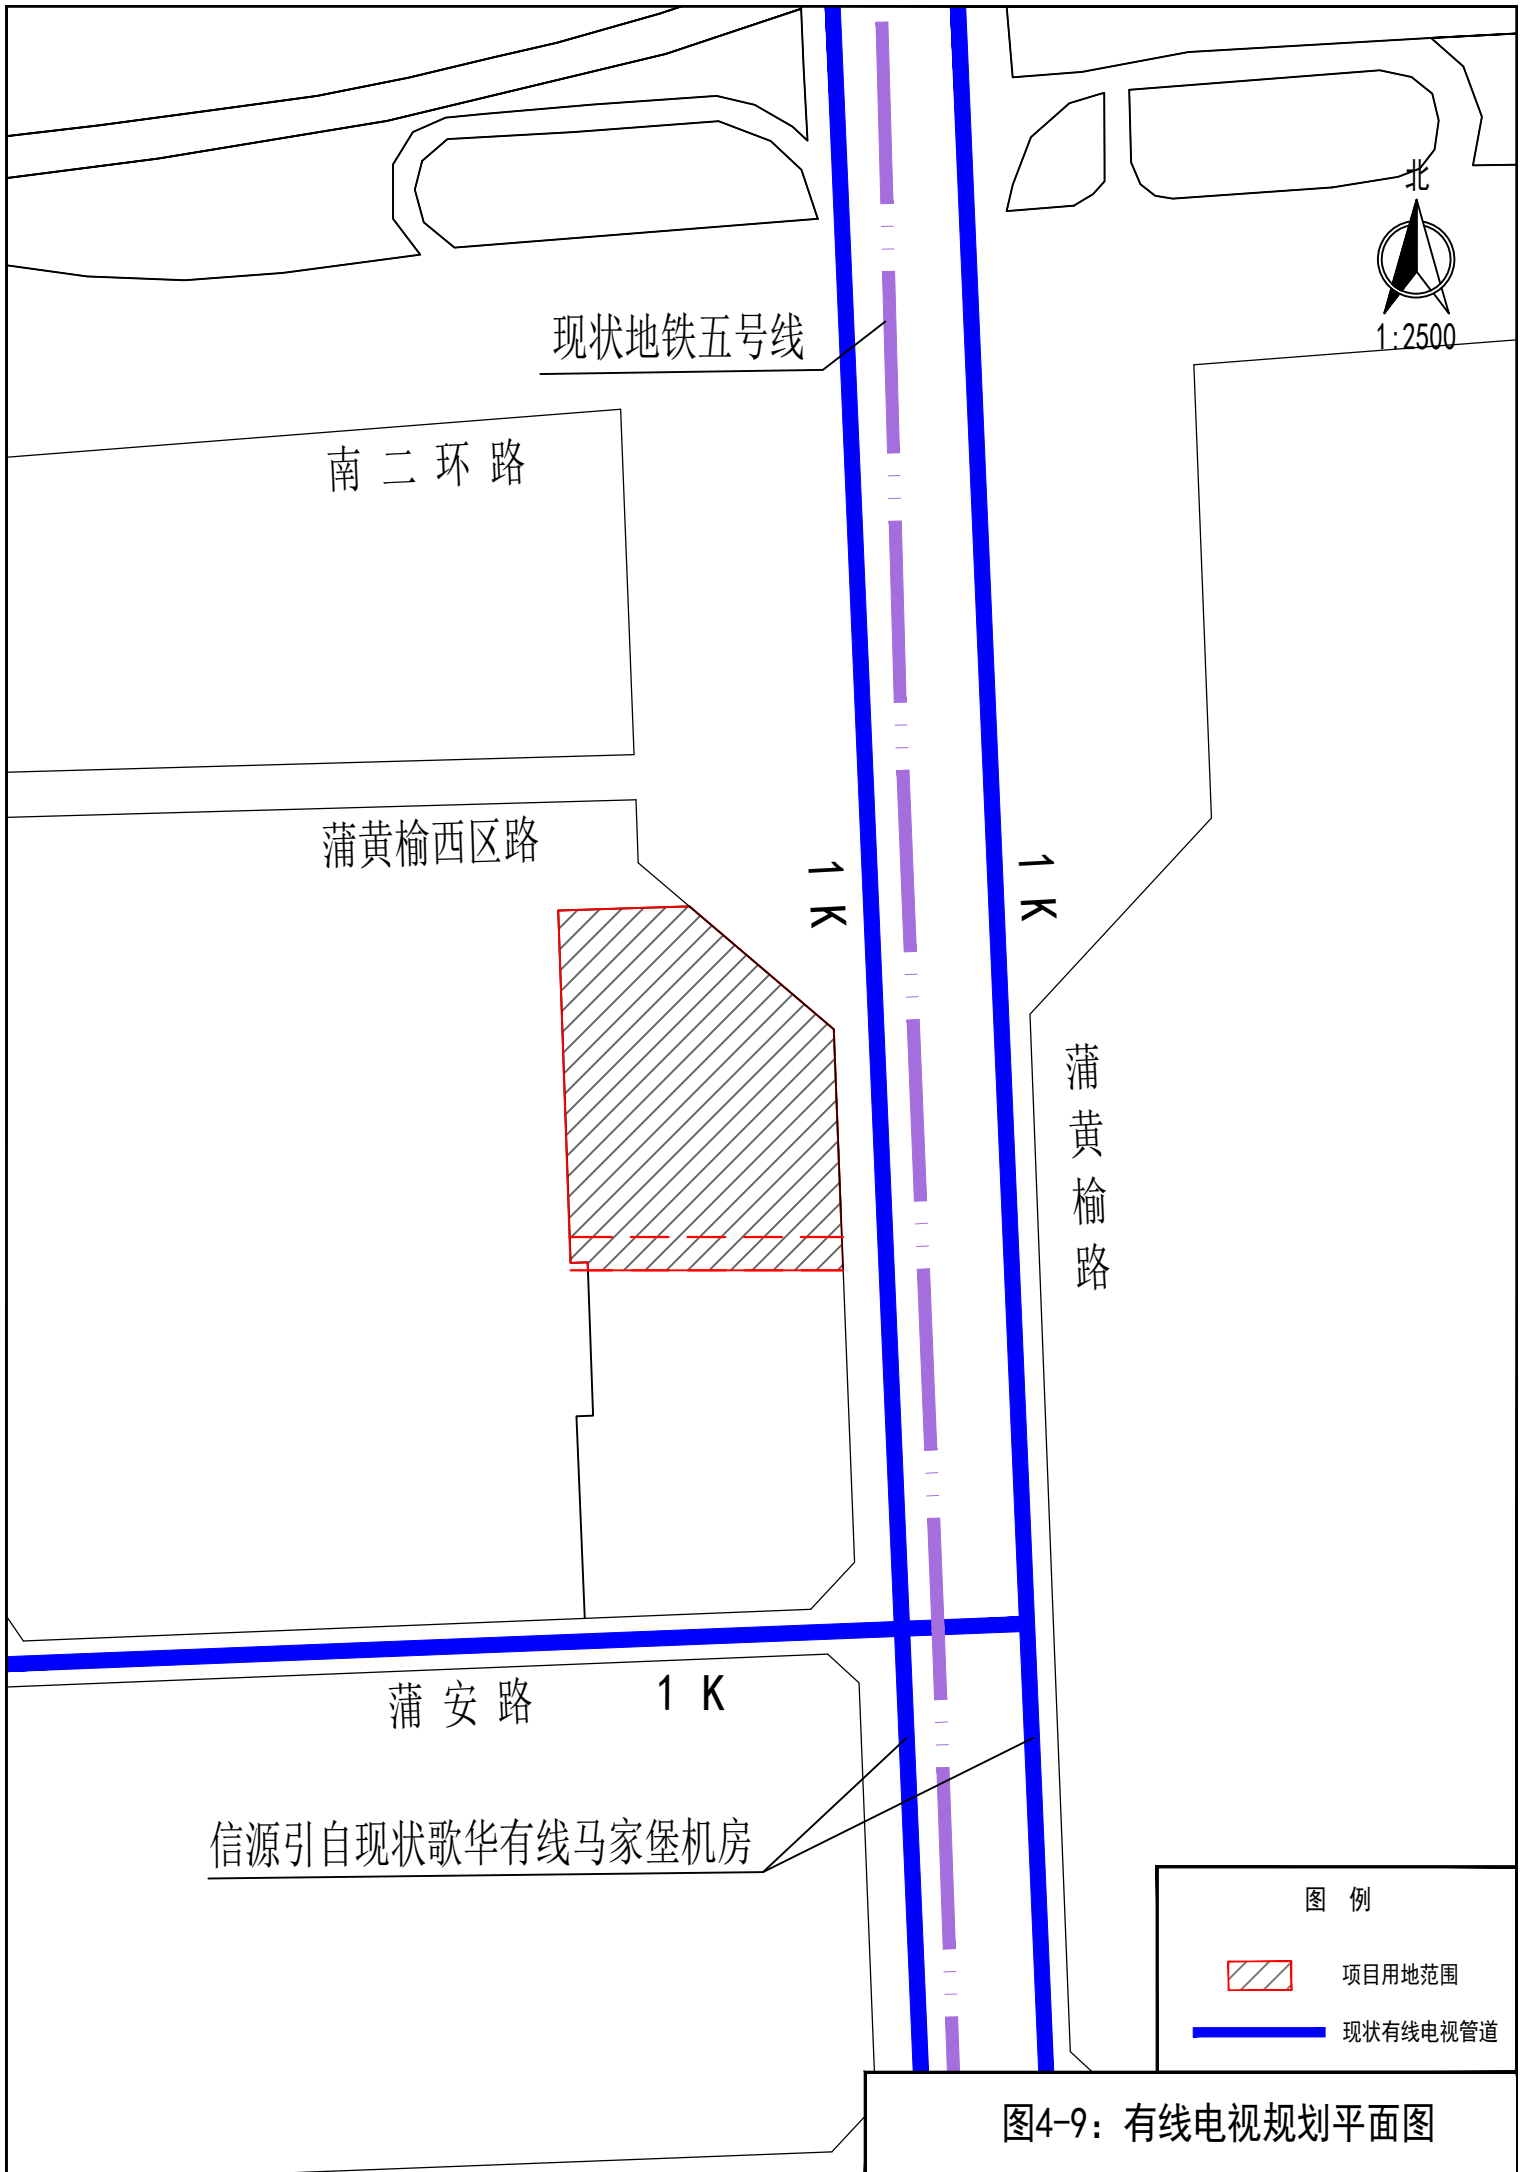 北
1:2500
现状地铁五号线
南二环路
蒲黄榆西区路
1K
1K
蒲黄榆路
蒲安路
1K
信源引自现状歌华有线马家堡机房
图 例
项目用地范围
现状有线电视管道
图4-9：有线电视规划平面图